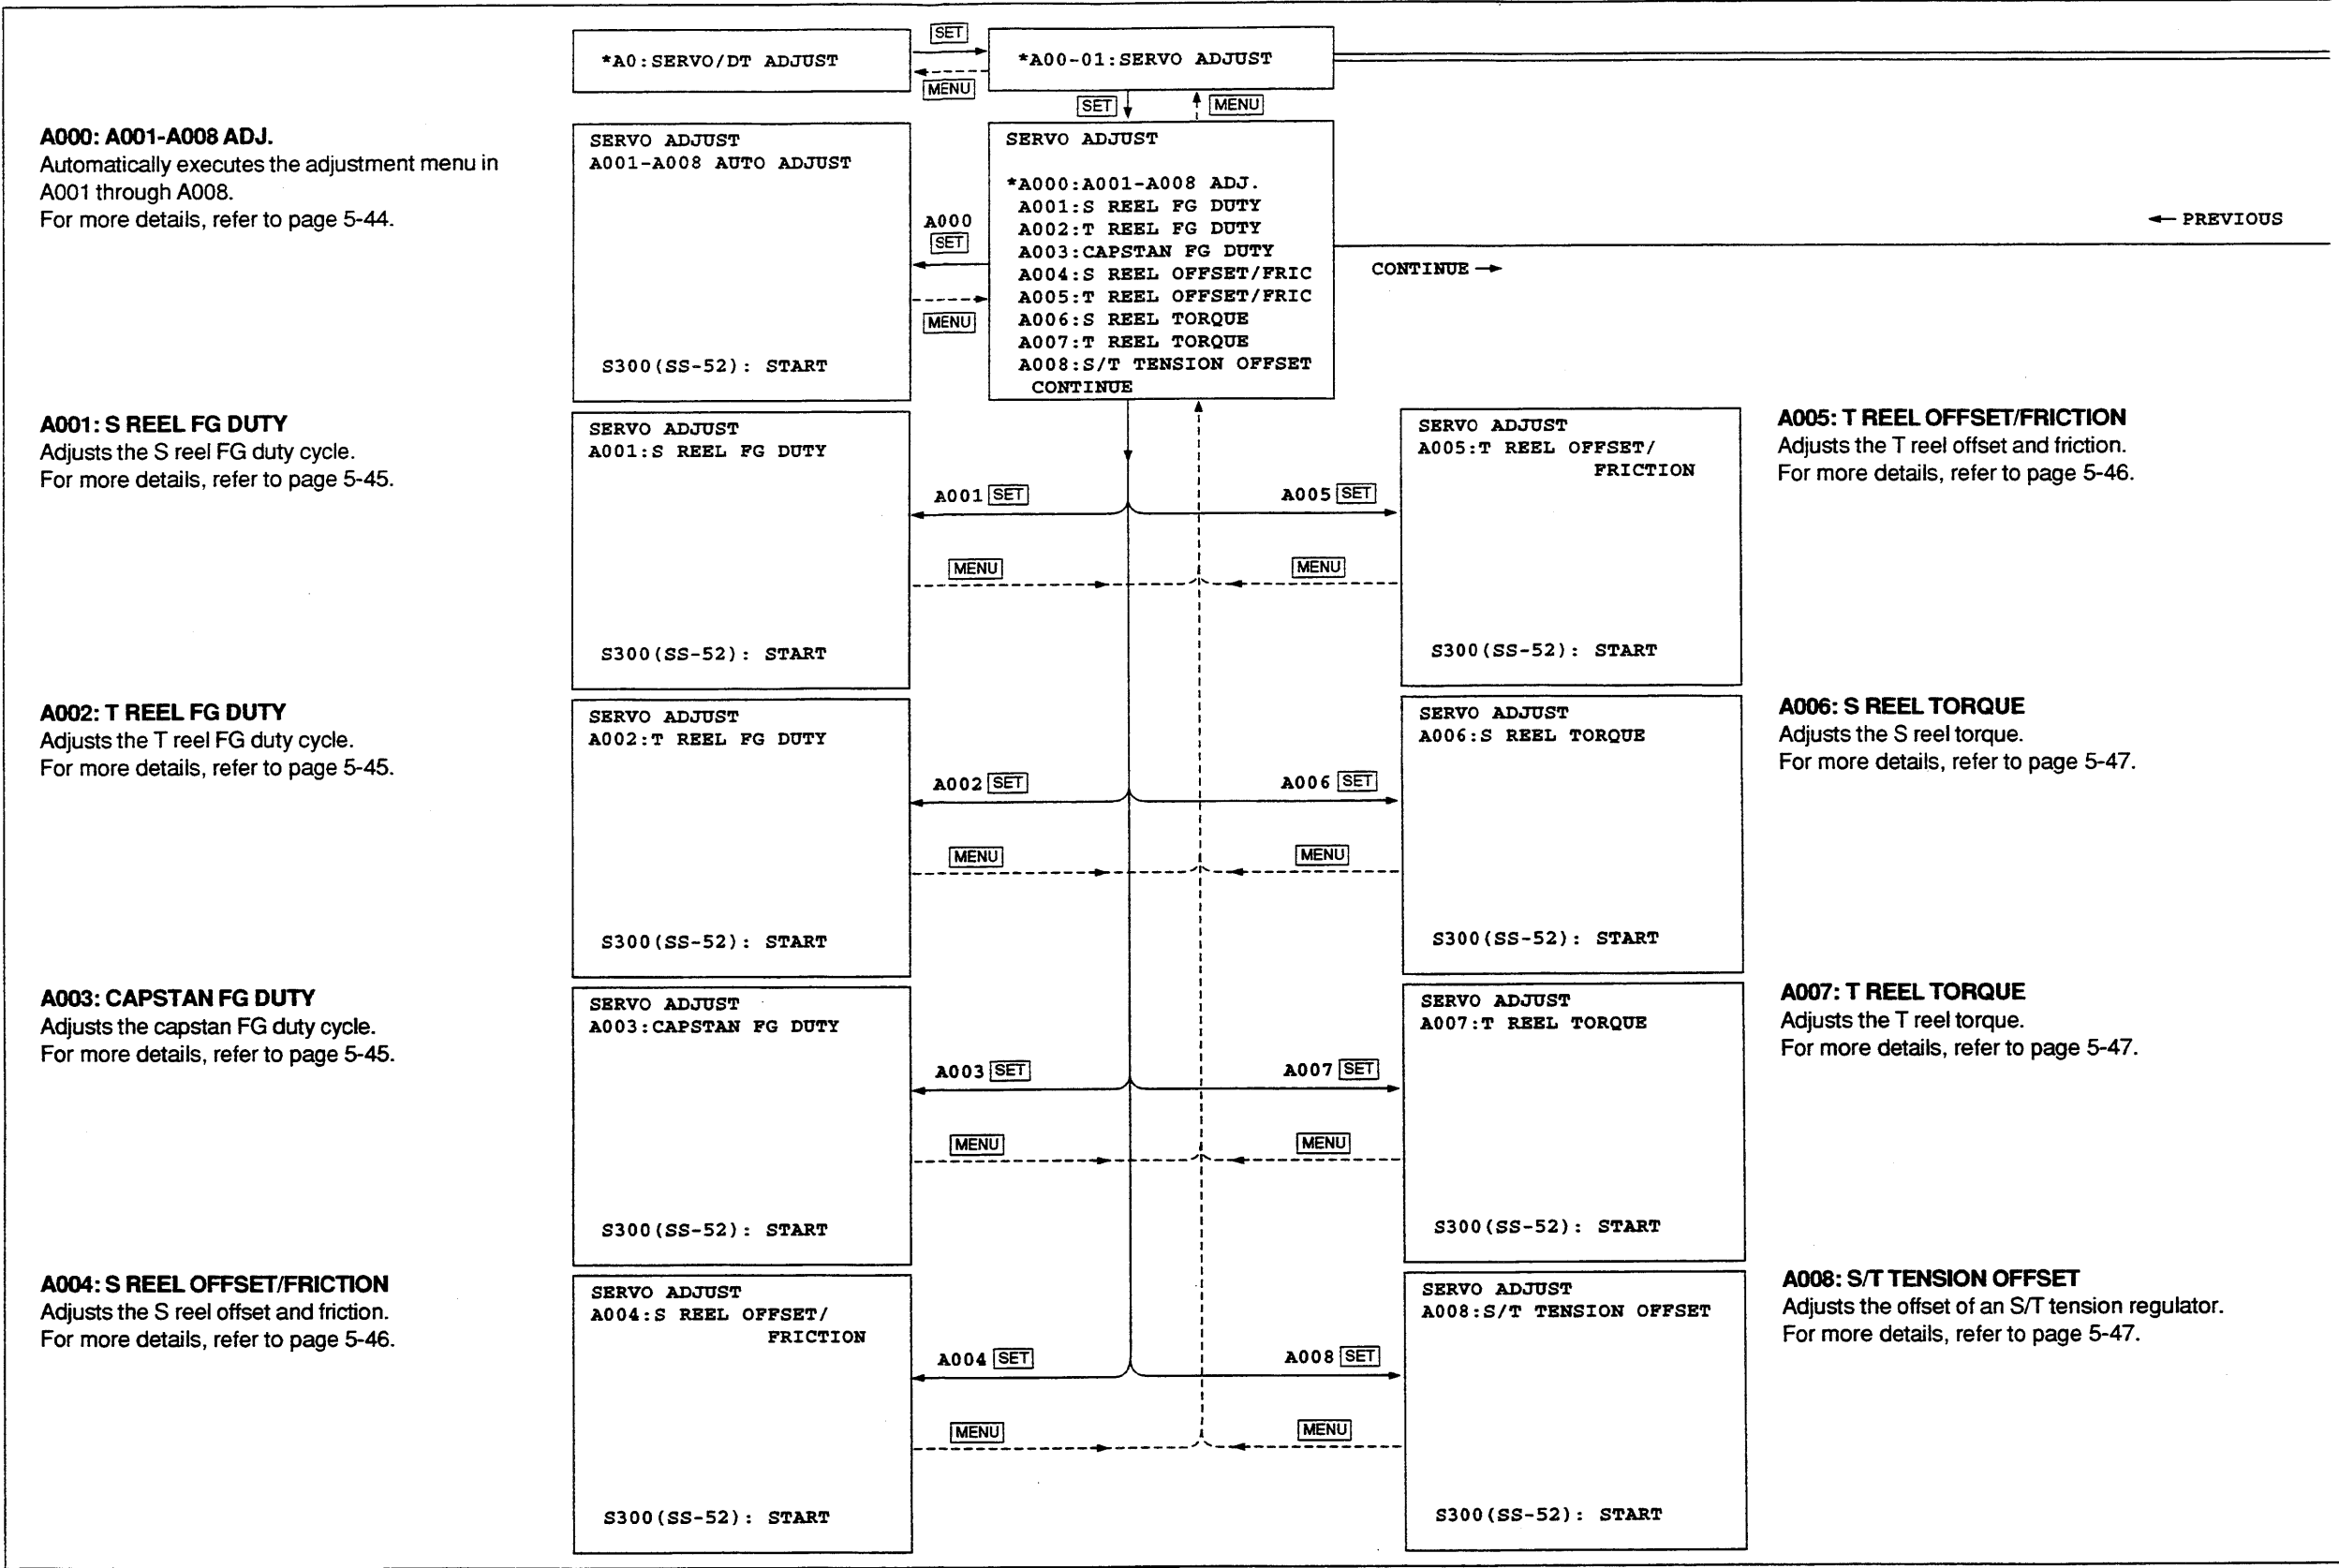 *A0:SERVO/DT ADJUST
SET
MENU
*A00-01:SERVO ADJUST
SET
MENU
A000: A001-A008 ADJ.
Automatically executes the adjustment menu in
A001 through A008.
For more details, refer to page 5-44.
SERVO ADJUST
A001-A008 AUTO ADJUST
S300(SS-52): START
A000
SET
MENU
SERVO ADJUST
*A000:A001-A008 ADJ.
A001:S REEL FG DUTY
A002:T REEL FG DUTY
A003:CAPSTAN FG DUTY
A004:S REEL OFFSET/FRIC
A005:T REEL OFFSET/FRIC
A006:S REEL TORQUE
A007:T REEL TORQUE
A008:S/T TENSION OFFSET
CONTINUE
← PREVIOUS
CONTINUE →
A001: S REEL FG DUTY
Adjusts the S reel FG duty cycle.
For more details, refer to page 5-45.
SERVO ADJUST
A001:S REEL FG DUTY
S300(SS-52): START
A001 SET
MENU
A005 SET
MENU
SERVO ADJUST
A005:T REEL OFFSET/
FRICTION
S300(SS-52): START
A005: T REEL OFFSET/FRICTION
Adjusts the T reel offset and friction.
For more details, refer to page 5-46.
A002: T REEL FG DUTY
Adjusts the T reel FG duty cycle.
For more details, refer to page 5-45.
SERVO ADJUST
A002:T REEL FG DUTY
S300(SS-52): START
A002 SET
MENU
A006 SET
MENU
SERVO ADJUST
A006:S REEL TORQUE
S300(SS-52): START
A006: S REEL TORQUE
Adjusts the S reel torque.
For more details, refer to page 5-47.
A003: CAPSTAN FG DUTY
Adjusts the capstan FG duty cycle.
For more details, refer to page 5-45.
SERVO ADJUST
A003:CAPSTAN FG DUTY
S300(SS-52): START
A003 SET
MENU
A007 SET
MENU
SERVO ADJUST
A007:T REEL TORQUE
S300(SS-52): START
A007: T REEL TORQUE
Adjusts the T reel torque.
For more details, refer to page 5-47.
A004: S REEL OFFSET/FRICTION
Adjusts the S reel offset and friction.
For more details, refer to page 5-46.
SERVO ADJUST
A004:S REEL OFFSET/
FRICTION
S300(SS-52): START
A004 SET
MENU
A008 SET
MENU
SERVO ADJUST
A008:S/T TENSION OFFSET
S300(SS-52): START
A008: S/T TENSION OFFSET
Adjusts the offset of an S/T tension regulator.
For more details, refer to page 5-47.